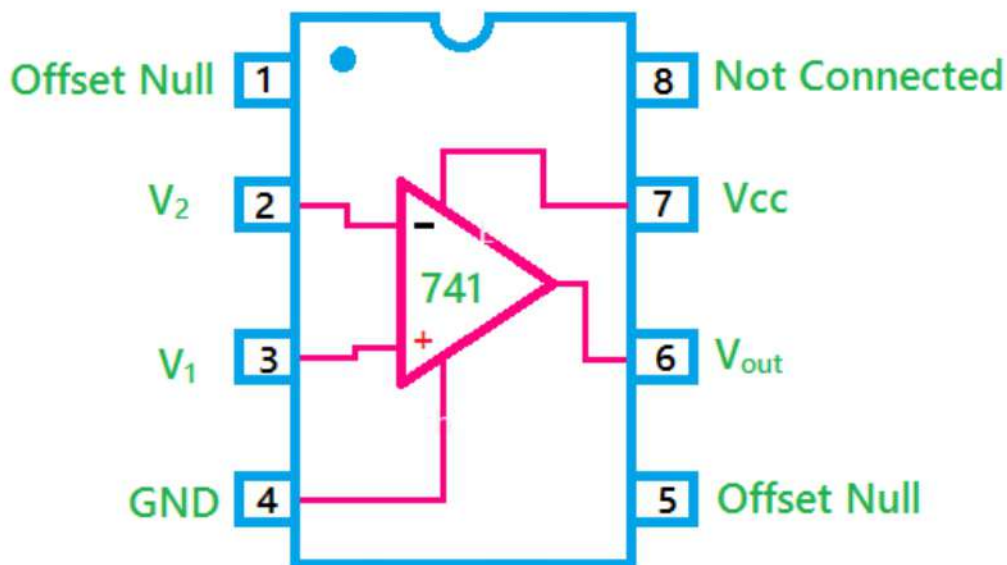 Offset Null 1
8 Not Connected
V₂ 2
7 Vcc
-
741
+
V₁ 3
6 Vout
GND 4
5 Offset Null